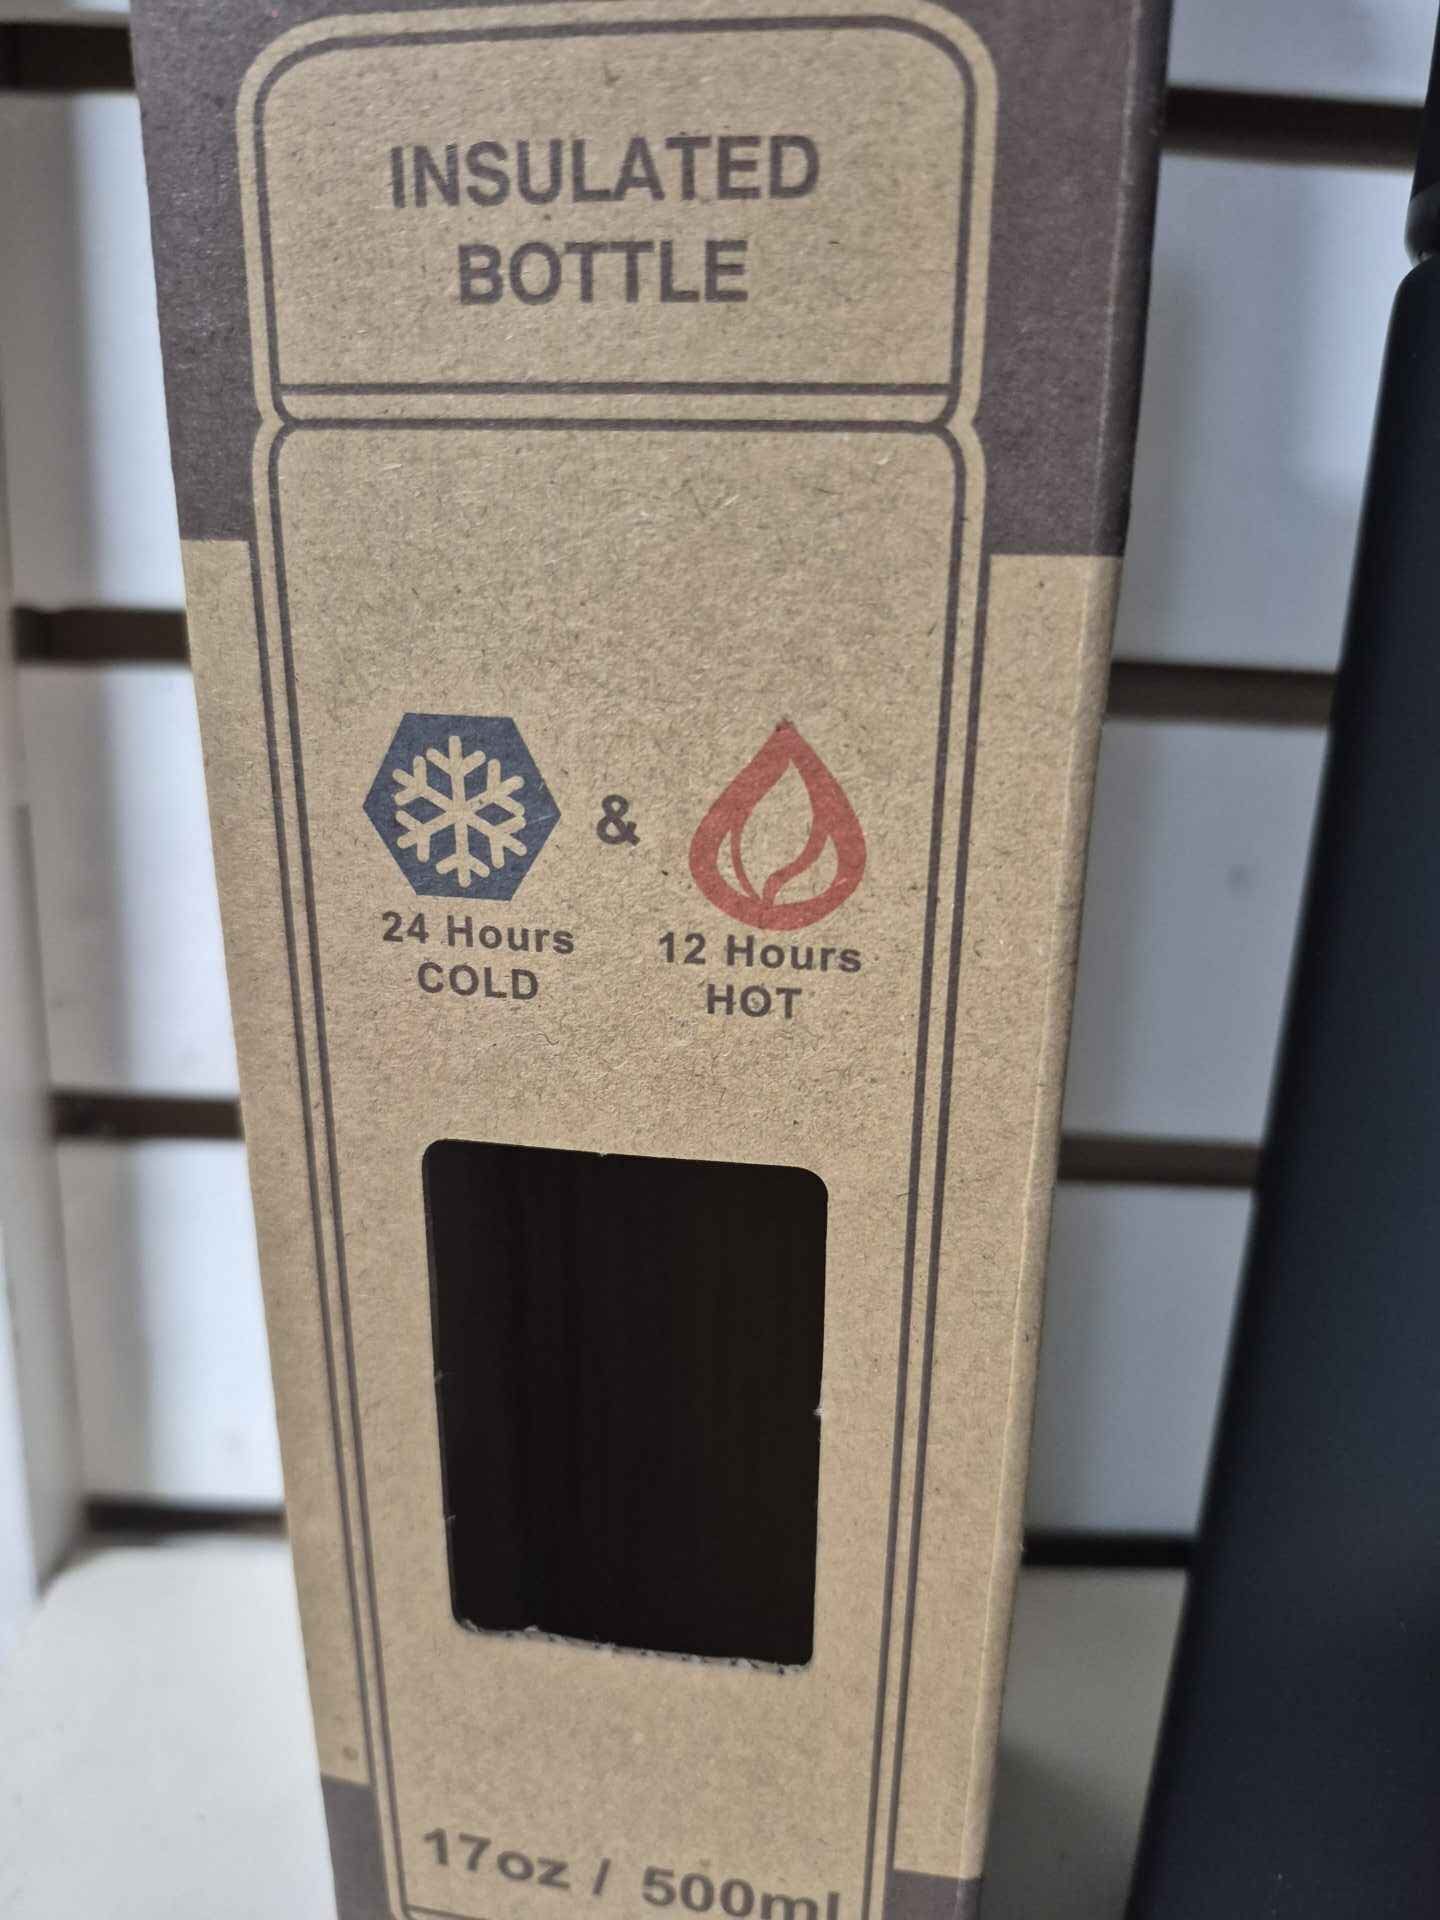 INSULATED
BOTTLE
&
24 Hours
COLD
12 Hours
HOT
17oz / 500ml